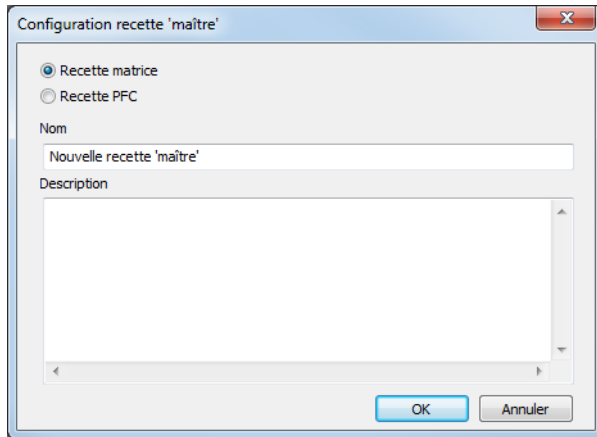 Configuration recette 'maître'
Recette matrice
Recette PFC
Nom
Nouvelle recette 'maître'
Description
OK
Annuler